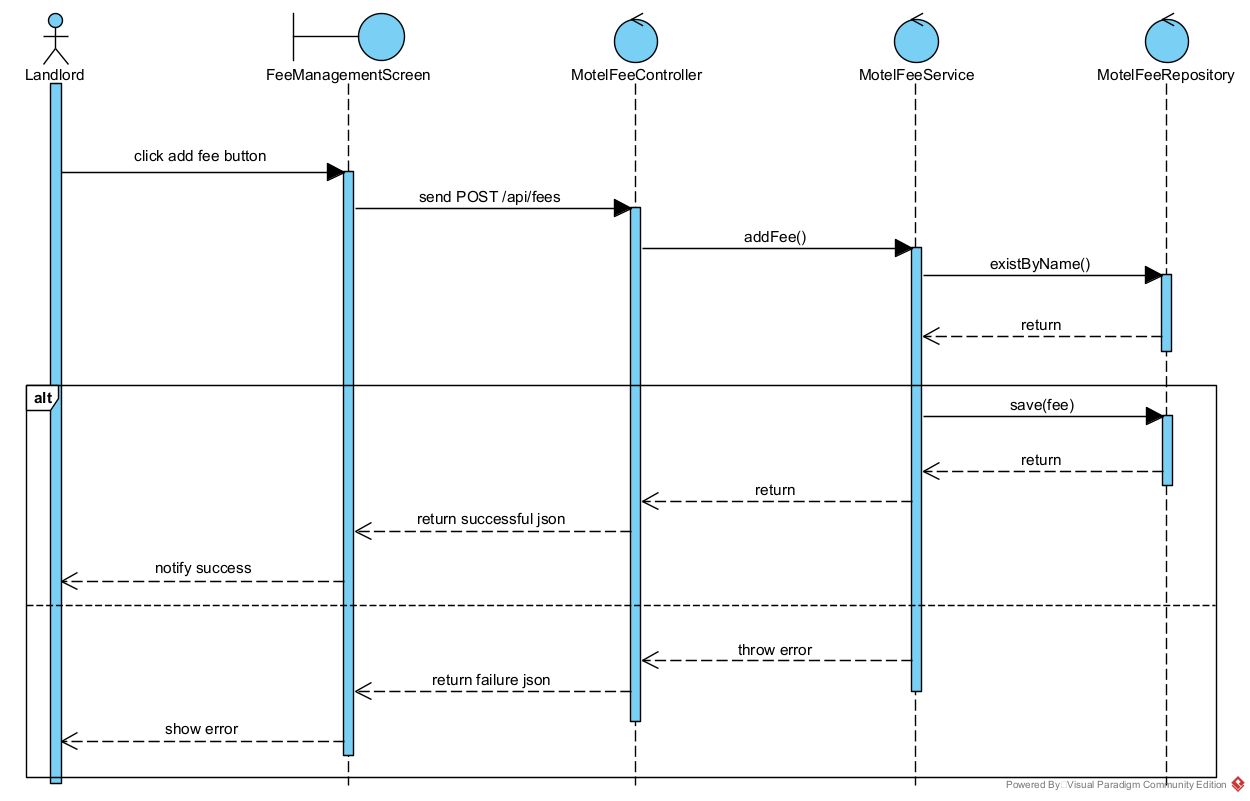 Landlord
FeeManagementScreen
MotelFeeController
MotelFeeService
MotelFeeRepository
click add fee button
send POST /api/fees
addFee()
existByName()
return
alt
save(fee)
return
return
return successful json
notify success
throw error
return failure json
show error
Powered By Visual Paradigm Community Edition